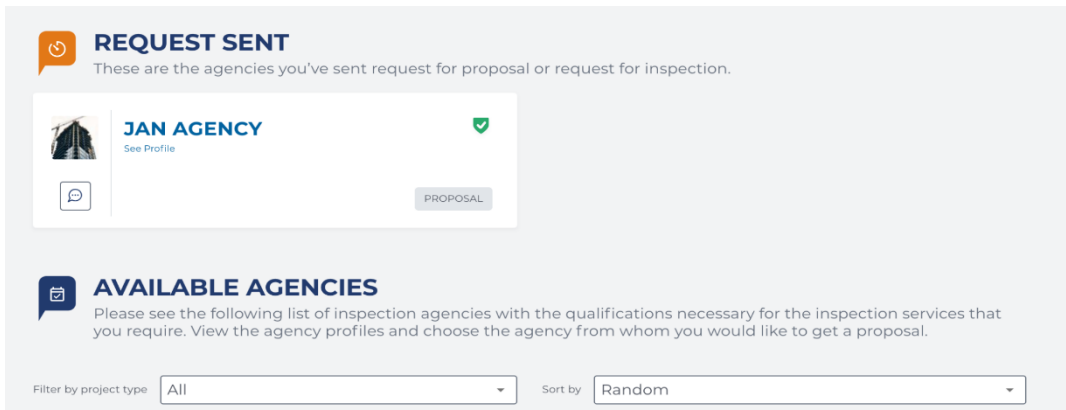 REQUEST SENT
These are the agencies you've sent request for proposal or request for inspection.
JAN AGENCY
See Profile
PROPOSAL
AVAILABLE AGENCIES
Please see the following list of inspection agencies with the qualifications necessary for the inspection services that
you require. View the agency profiles and choose the agency from whom you would like to get a proposal.
Filter by project type All Sort by Random